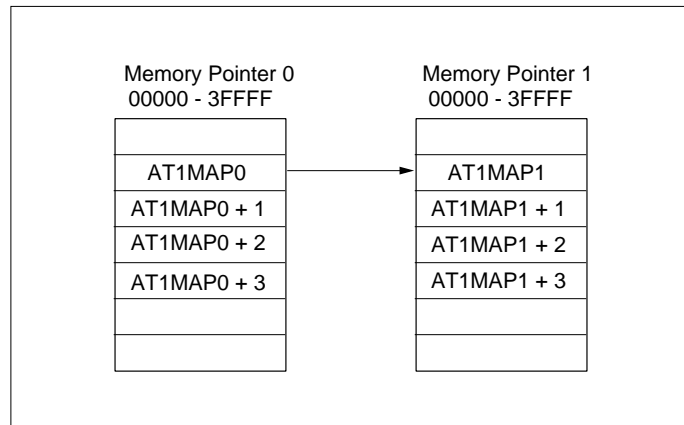 Memory Pointer 0
00000 - 3FFFF
AT1MAP0
AT1MAP0 + 1
AT1MAP0 + 2
AT1MAP0 + 3
Memory Pointer 1
00000 - 3FFFF
AT1MAP1
AT1MAP1 + 1
AT1MAP1 + 2
AT1MAP1 + 3